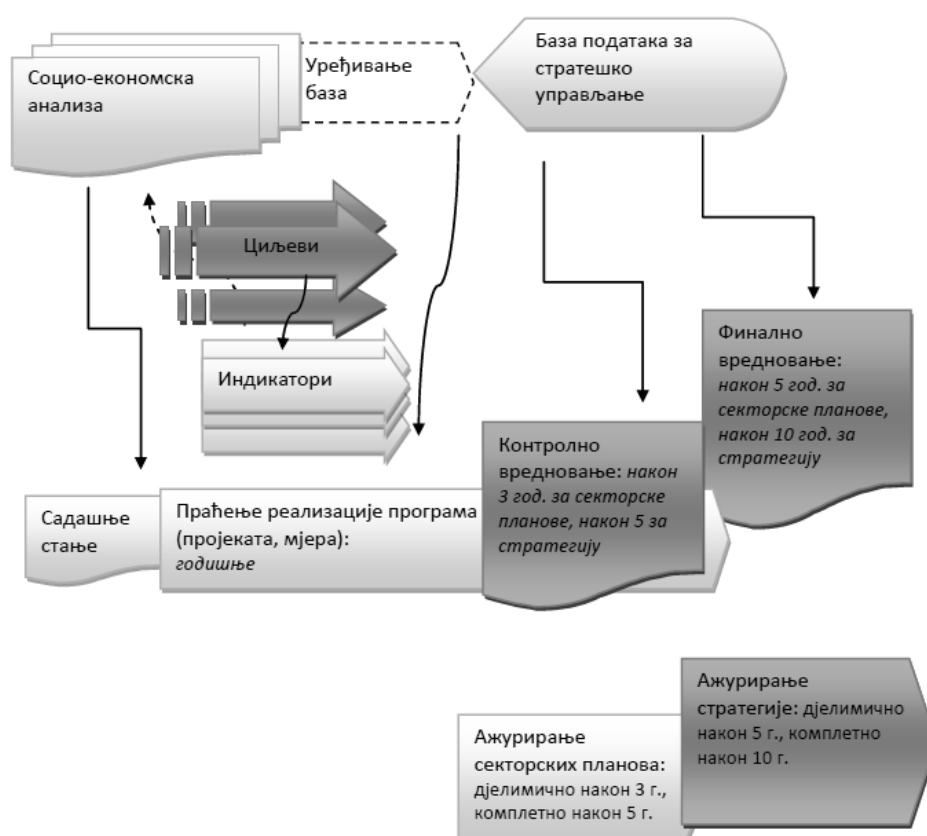 Социо-економска
анализа
Уређивање
база
База података за
стратешко
управљање
Циљеви
Индикатори
Финално
вредновање:
након 5 год. за
секторске планове,
након 10 год. за
стратегију
Контролно
вредновање: након
3 год. за секторске
планове, након 5 за
стратегију
Садашње
стање
Праћење реализације програма
(пројеката, мјера):
годишње
Ажурирање
стратегије: дјелимично
након 5 г., комплетно
након 10 г.
Ажурирање
секторских планова:
дјелимично након 3 г.,
комплетно након 5 г.